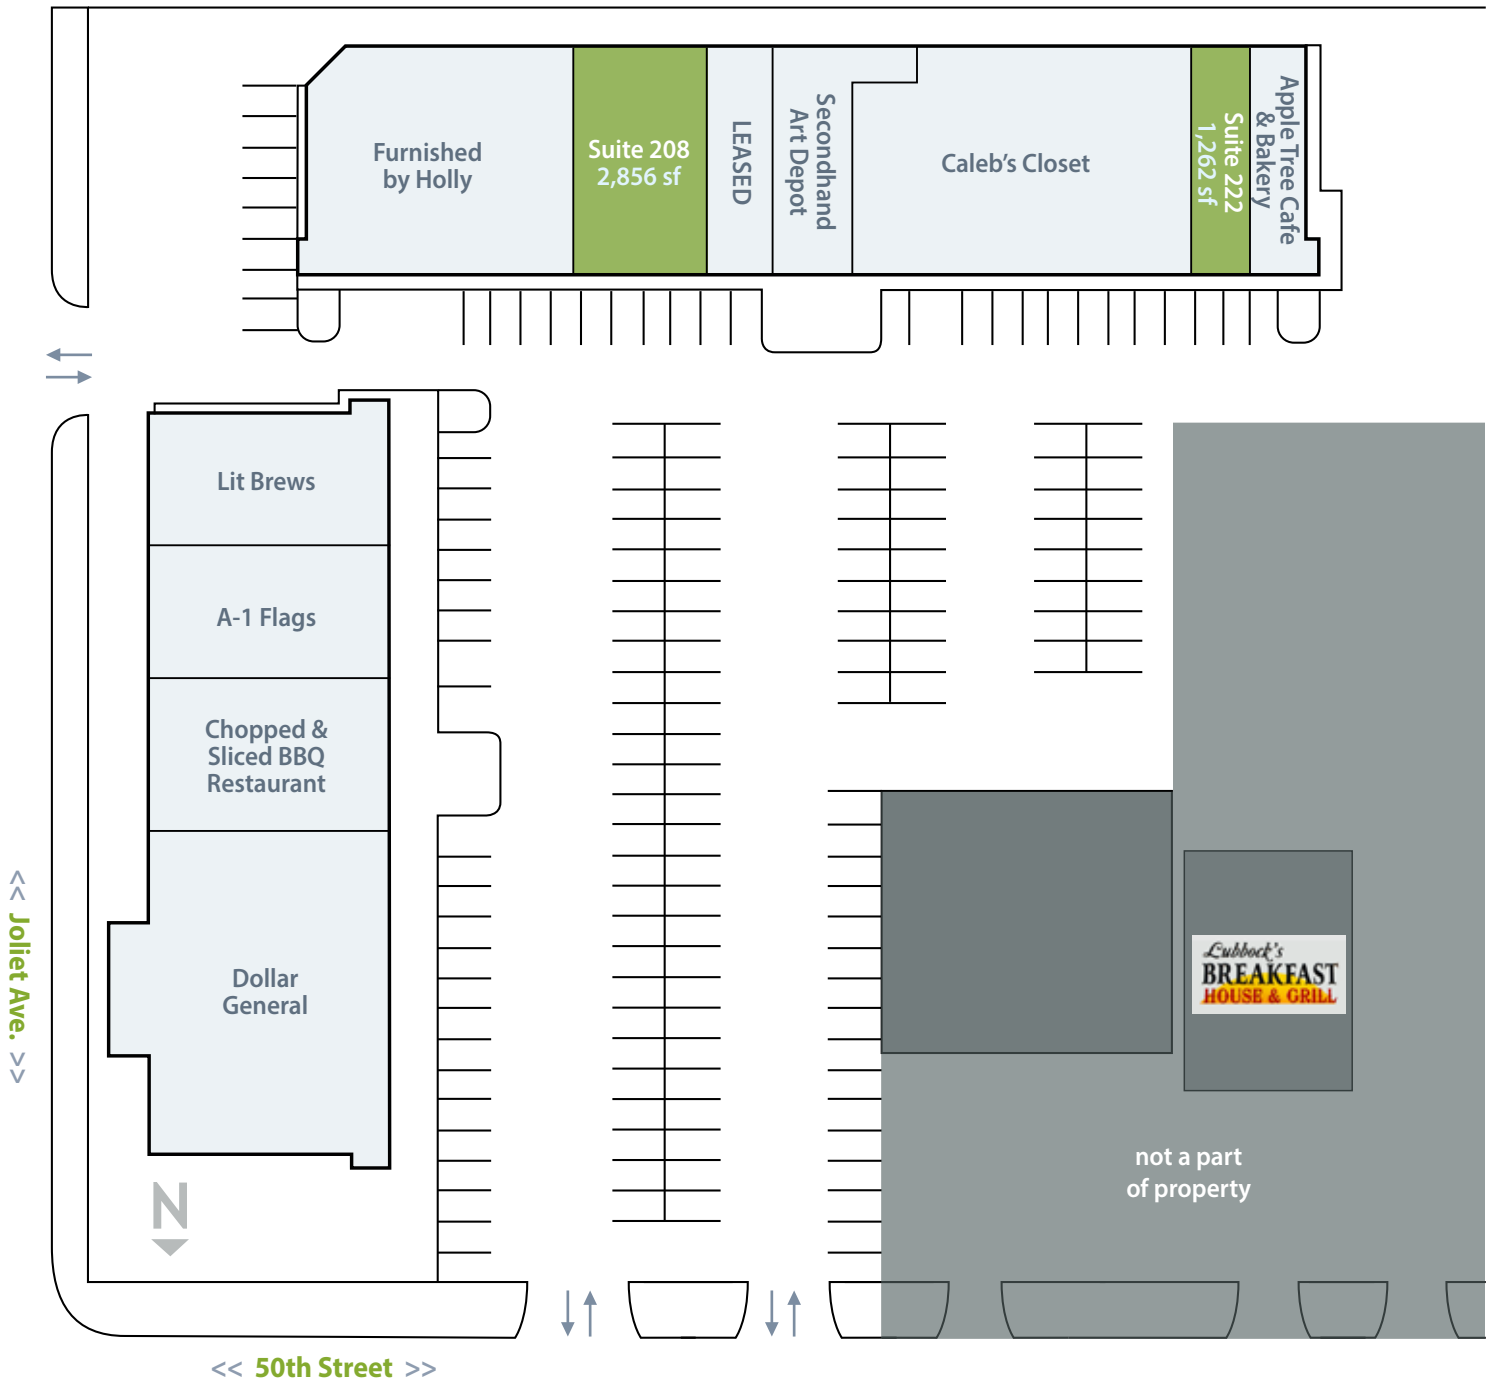 Furnished
by Holly
Suite 208
2,856 sf
LEASED
Secondhand
Art Depot
Caleb's Closet
Suite 222
1,262 sf
Apple Tree Cafe
& Bakery
Lit Brews
A-1 Flags
Chopped &
Sliced BBQ
Restaurant
Dollar
General
<< Joliet Ave. >>
Lubbock's
BREAKFAST
HOUSE & GRILL
not a part
of property
N
<< 50th Street >>